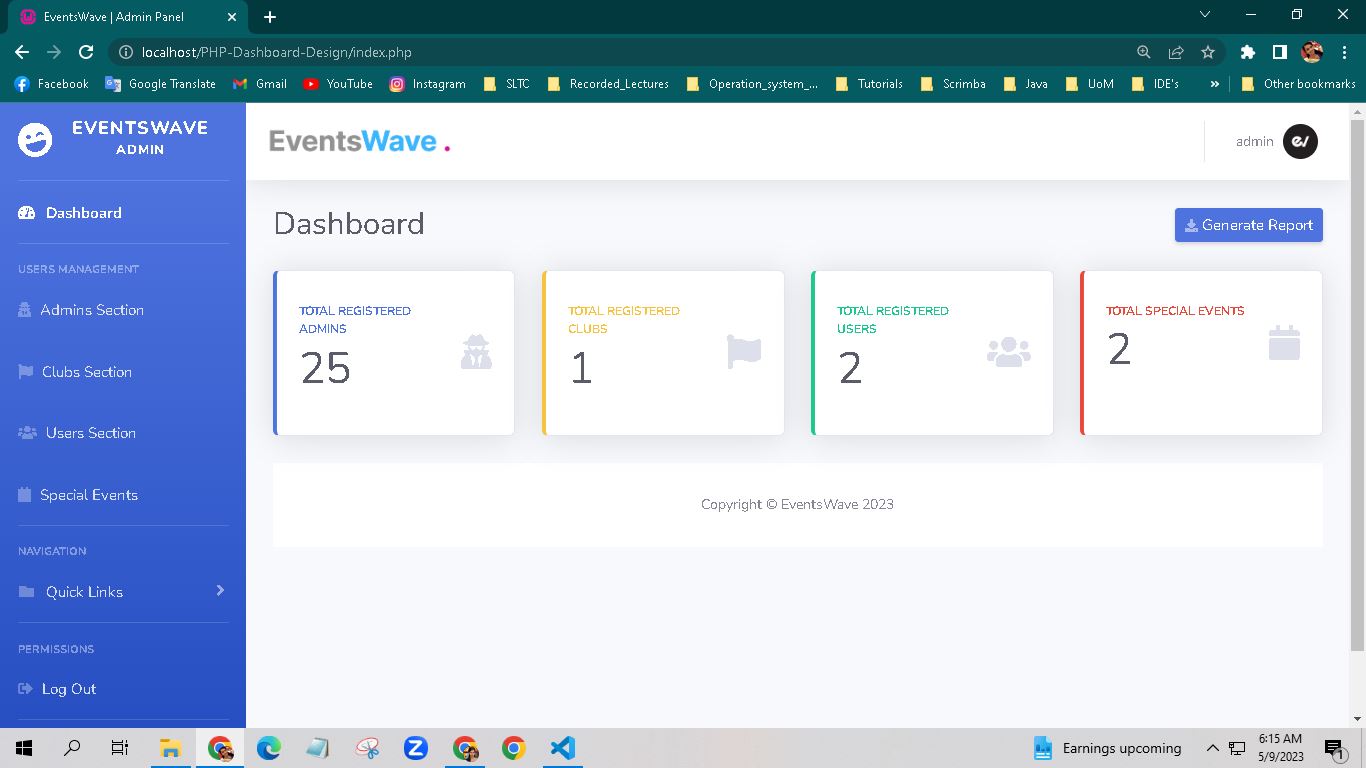 EventsWave | Admin Panel
localhost/PHP-Dashboard-Design/index.php
Facebook
Google Translate
Gmail
YouTube
Instagram
SLTC
Recorded_Lectures
Operation_system_...
Tutorials
Scrimba
Java
UoM
IDE's
»
Other bookmarks
EVENTSWAVE
ADMIN
Dashboard
USERS MANAGEMENT
Admins Section
Clubs Section
Users Section
Special Events
NAVIGATION
Quick Links
PERMISSIONS
Log Out
EventsWave .
admin
ev
Dashboard
Generate Report
TOTAL REGISTERED
ADMINS
25
TOTAL REGISTERED
CLUBS
1
TOTAL REGISTERED
USERS
2
TOTAL SPECIAL EVENTS
2
Copyright © EventsWave 2023
Earnings upcoming
6:15 AM
5/9/2023
1